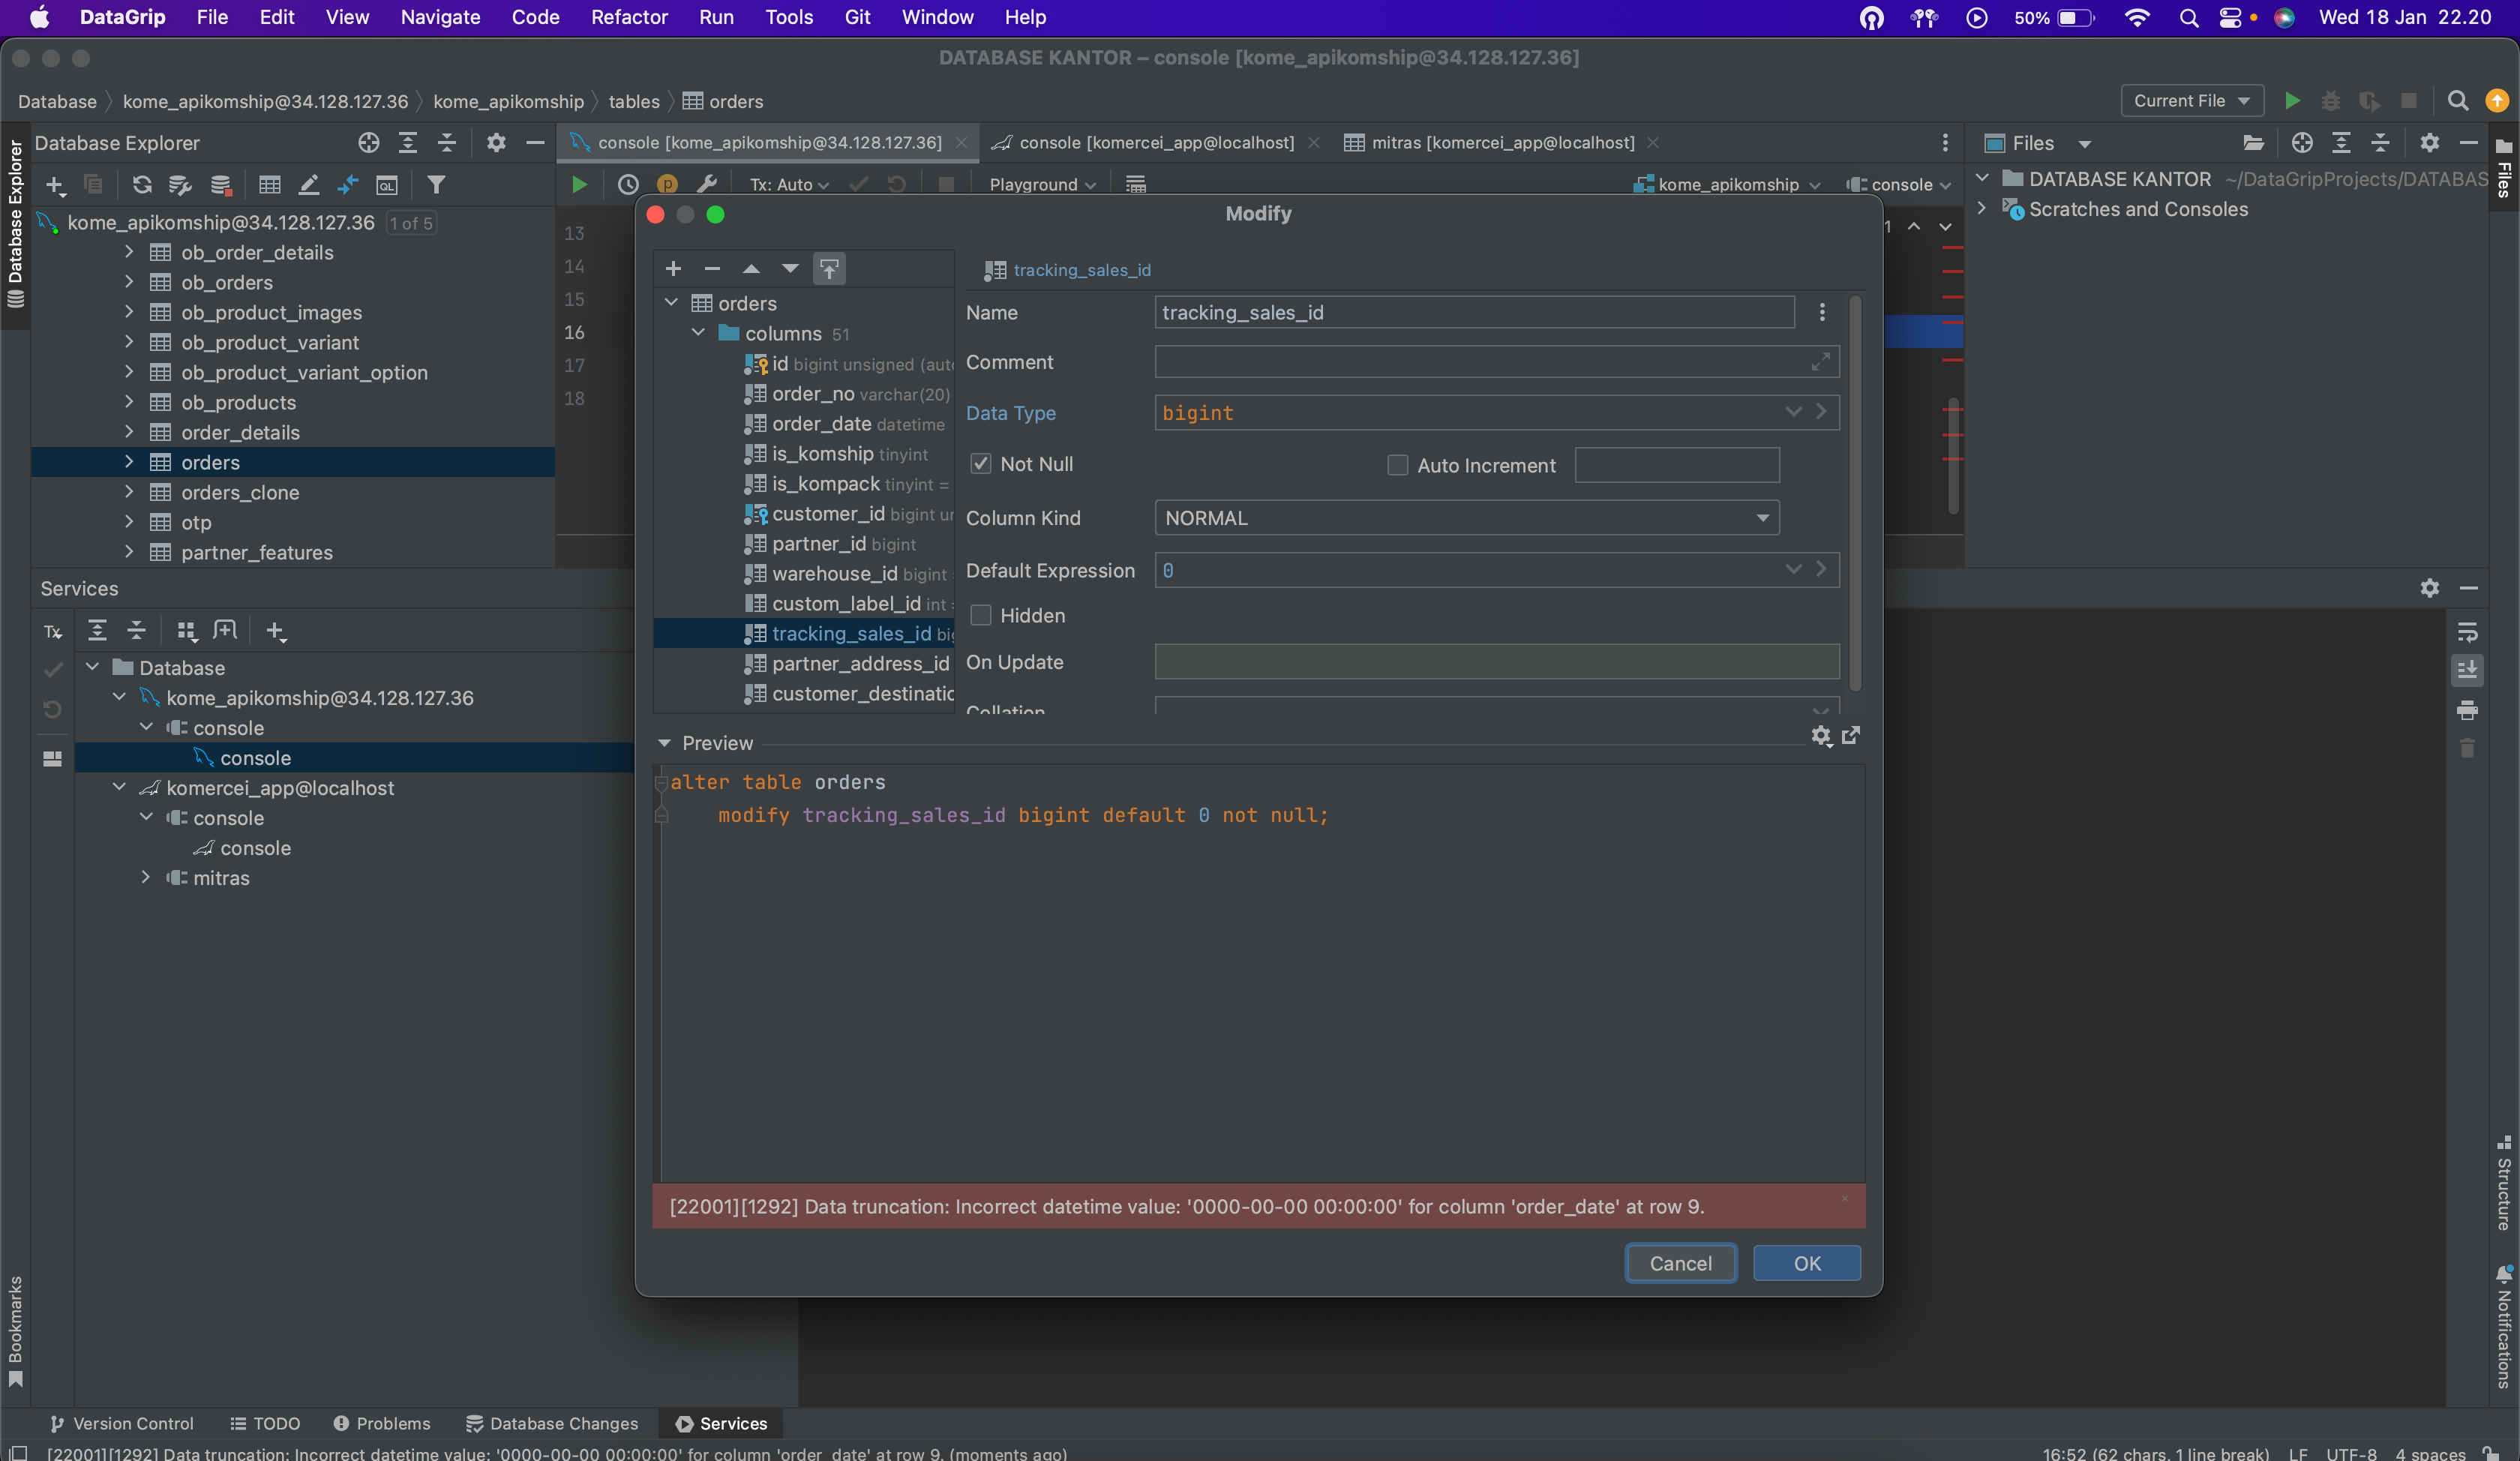 DataGrip File Edit View Navigate Code Refactor Run Tools Git Window Help 50% Wed 18 Jan 22.20
DATABASE KANTOR – console [kome_apikomship@34.128.127.36]
Database kome_apikomship@34.128.127.36 kome_apikomship tables orders Current File
Database Explorer
Database Explorer
console [kome_apikomship@34.128.127.36] console [komercei_app@localhost] mitras [komercei_app@localhost]
Files
Files
Tx: Auto Playground kome_apikomship console
DATABASE KANTOR ~/DataGripProjects/DATABAS
Scratches and Consoles
kome_apikomship@34.128.127.36 1 of 5
ob_order_details
ob_orders
ob_product_images
ob_product_variant
ob_product_variant_option
ob_products
order_details
orders
orders_clone
otp
partner_features
13
14
15
16
17
18
1
Modify
orders
columns 51
id bigint unsigned (auto
order_no varchar(20)
order_date datetime
is_komship tinyint
is_kompack tinyint =
customer_id bigint un
partner_id bigint
warehouse_id bigint
custom_label_id int =
tracking_sales_id big
partner_address_id
customer_destinatio
tracking_sales_id
Name tracking_sales_id
Comment
Data Type bigint
Not Null Auto Increment
Column Kind NORMAL
Default Expression 0
Hidden
On Update
Collation
Preview
alter table orders
modify tracking_sales_id bigint default 0 not null;
[22001][1292] Data truncation: Incorrect datetime value: '0000-00-00 00:00:00' for column 'order_date' at row 9.
Cancel OK
Services
Tx
Database
kome_apikomship@34.128.127.36
console
console
komercei_app@localhost
console
console
mitras
Bookmarks
Structure
Notifications
Version Control TODO Problems Database Changes Services
[22001][1292] Data truncation: Incorrect datetime value: '0000-00-00 00:00:00' for column 'order_date' at row 9. (moments ago) 16:52 (62 chars, 1 line break) LF UTF-8 4 spaces